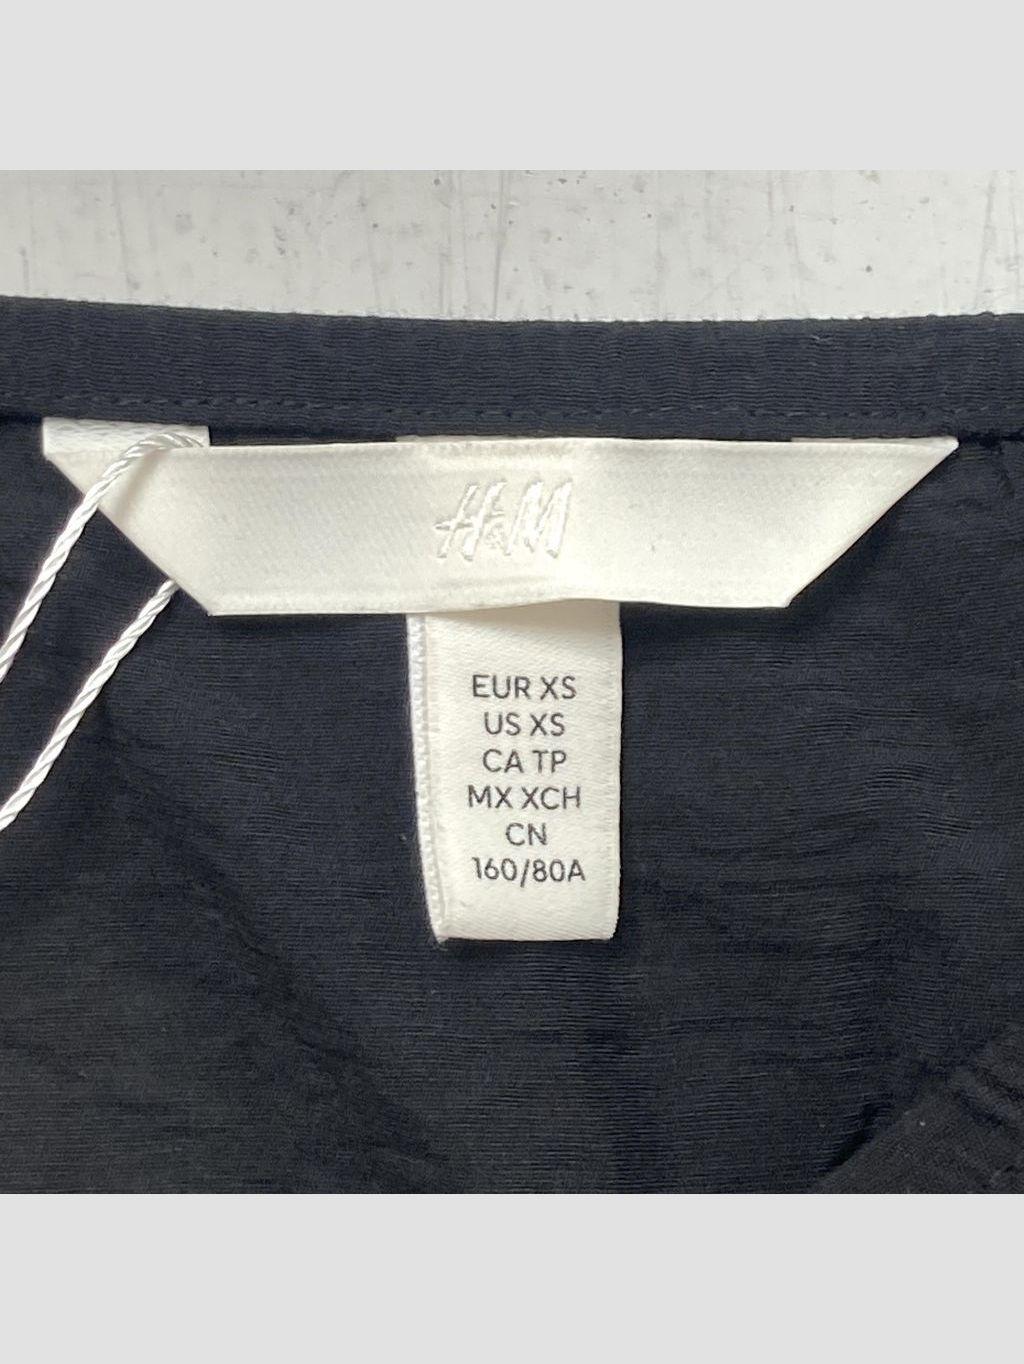 H&M
EUR XS
US XS
CA TP
MX XCH
CN
160/80A